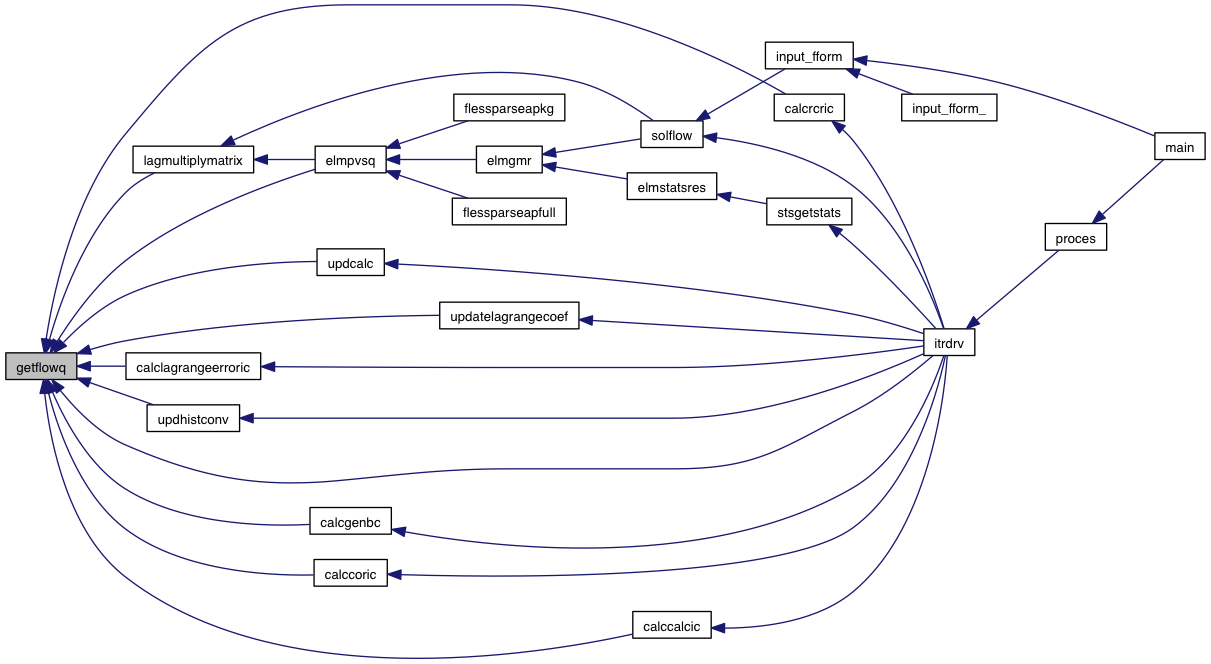 input_fform
flessparseapkg
calcrcric
input_fform_
solflow
main
lagmultiplymatrix
elmpvsq
elmgmr
elmstatsres
flessparseapfull
stsgetstats
proces
updcalc
updatelagrangecoef
itrdrv
getflowq
calclagrangeerroric
updhistconv
calcgenbc
calccoric
calccalcic